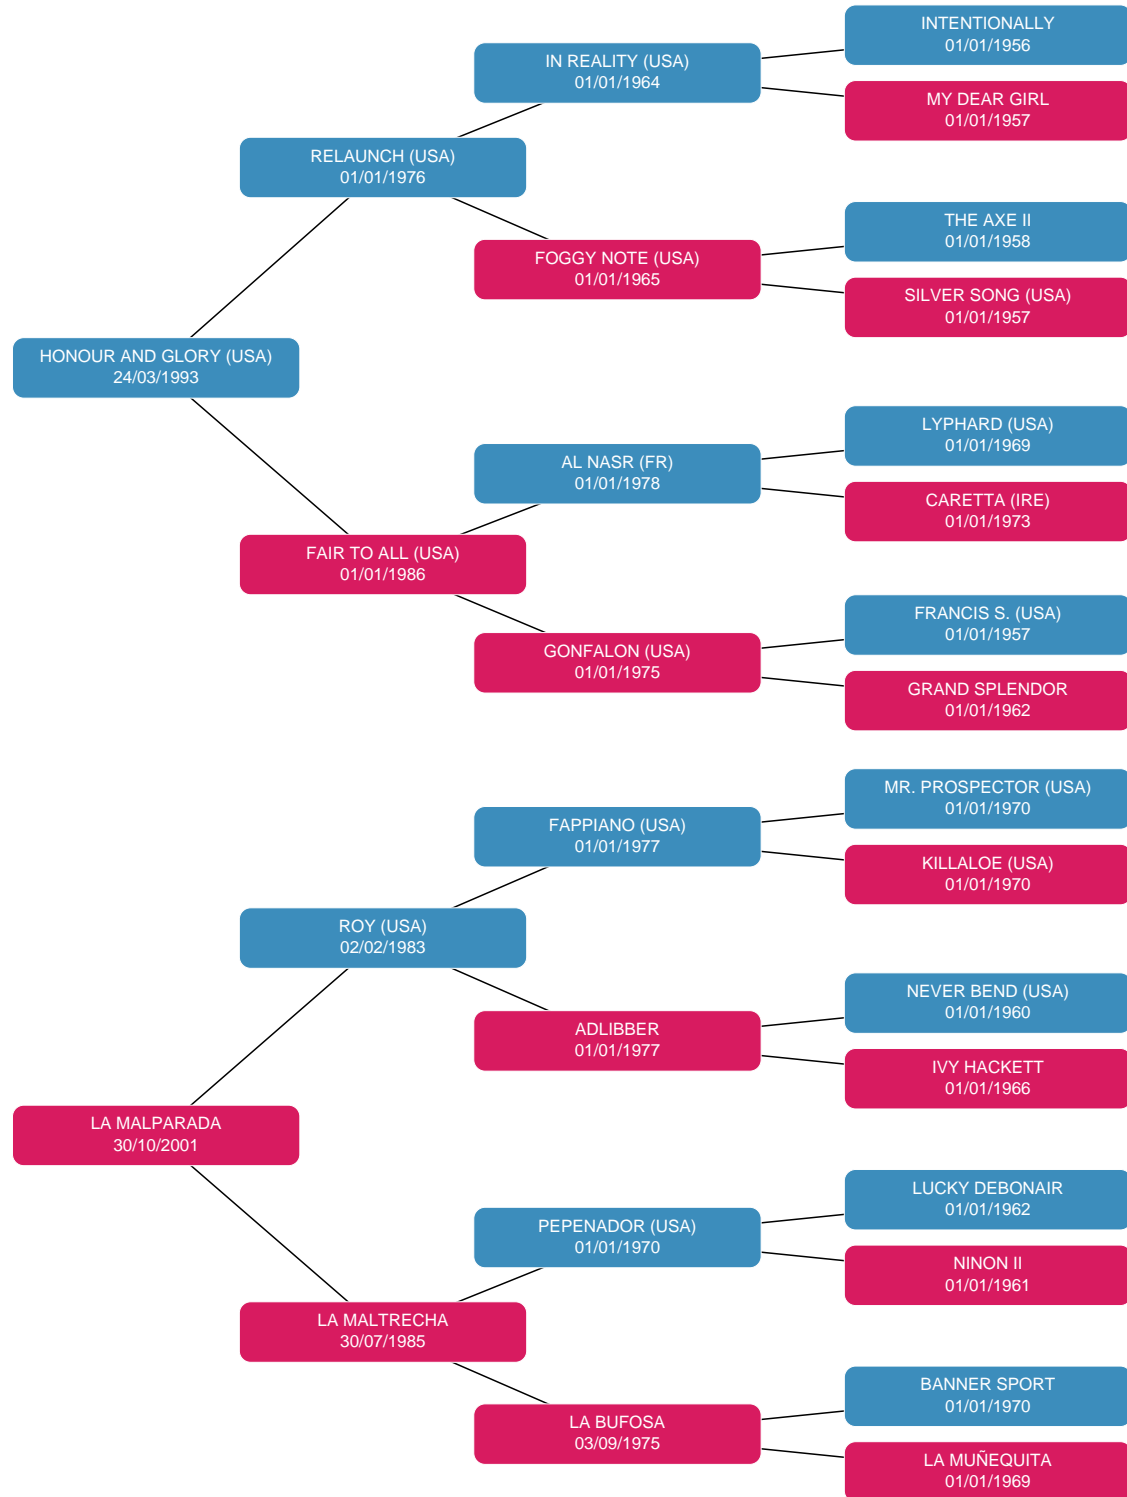 INTENTIONALLY
01/01/1956
IN REALITY (USA)
01/01/1964
MY DEAR GIRL
01/01/1957
RELAUNCH (USA)
01/01/1976
THE AXE II
01/01/1958
FOGGY NOTE (USA)
01/01/1965
SILVER SONG (USA)
01/01/1957
HONOUR AND GLORY (USA)
24/03/1993
LYPHARD (USA)
01/01/1969
AL NASR (FR)
01/01/1978
CARETTA (IRE)
01/01/1973
FAIR TO ALL (USA)
01/01/1986
FRANCIS S. (USA)
01/01/1957
GONFALON (USA)
01/01/1975
GRAND SPLENDOR
01/01/1962
MR. PROSPECTOR (USA)
01/01/1970
FAPPIANO (USA)
01/01/1977
KILLALOE (USA)
01/01/1970
ROY (USA)
02/02/1983
NEVER BEND (USA)
01/01/1960
ADLIBBER
01/01/1977
IVY HACKETT
01/01/1966
LA MALPARADA
30/10/2001
LUCKY DEBONAIR
01/01/1962
PEPENADOR (USA)
01/01/1970
NINON II
01/01/1961
LA MALTRECHA
30/07/1985
BANNER SPORT
01/01/1970
LA BUFOSA
03/09/1975
LA MUÑEQUITA
01/01/1969